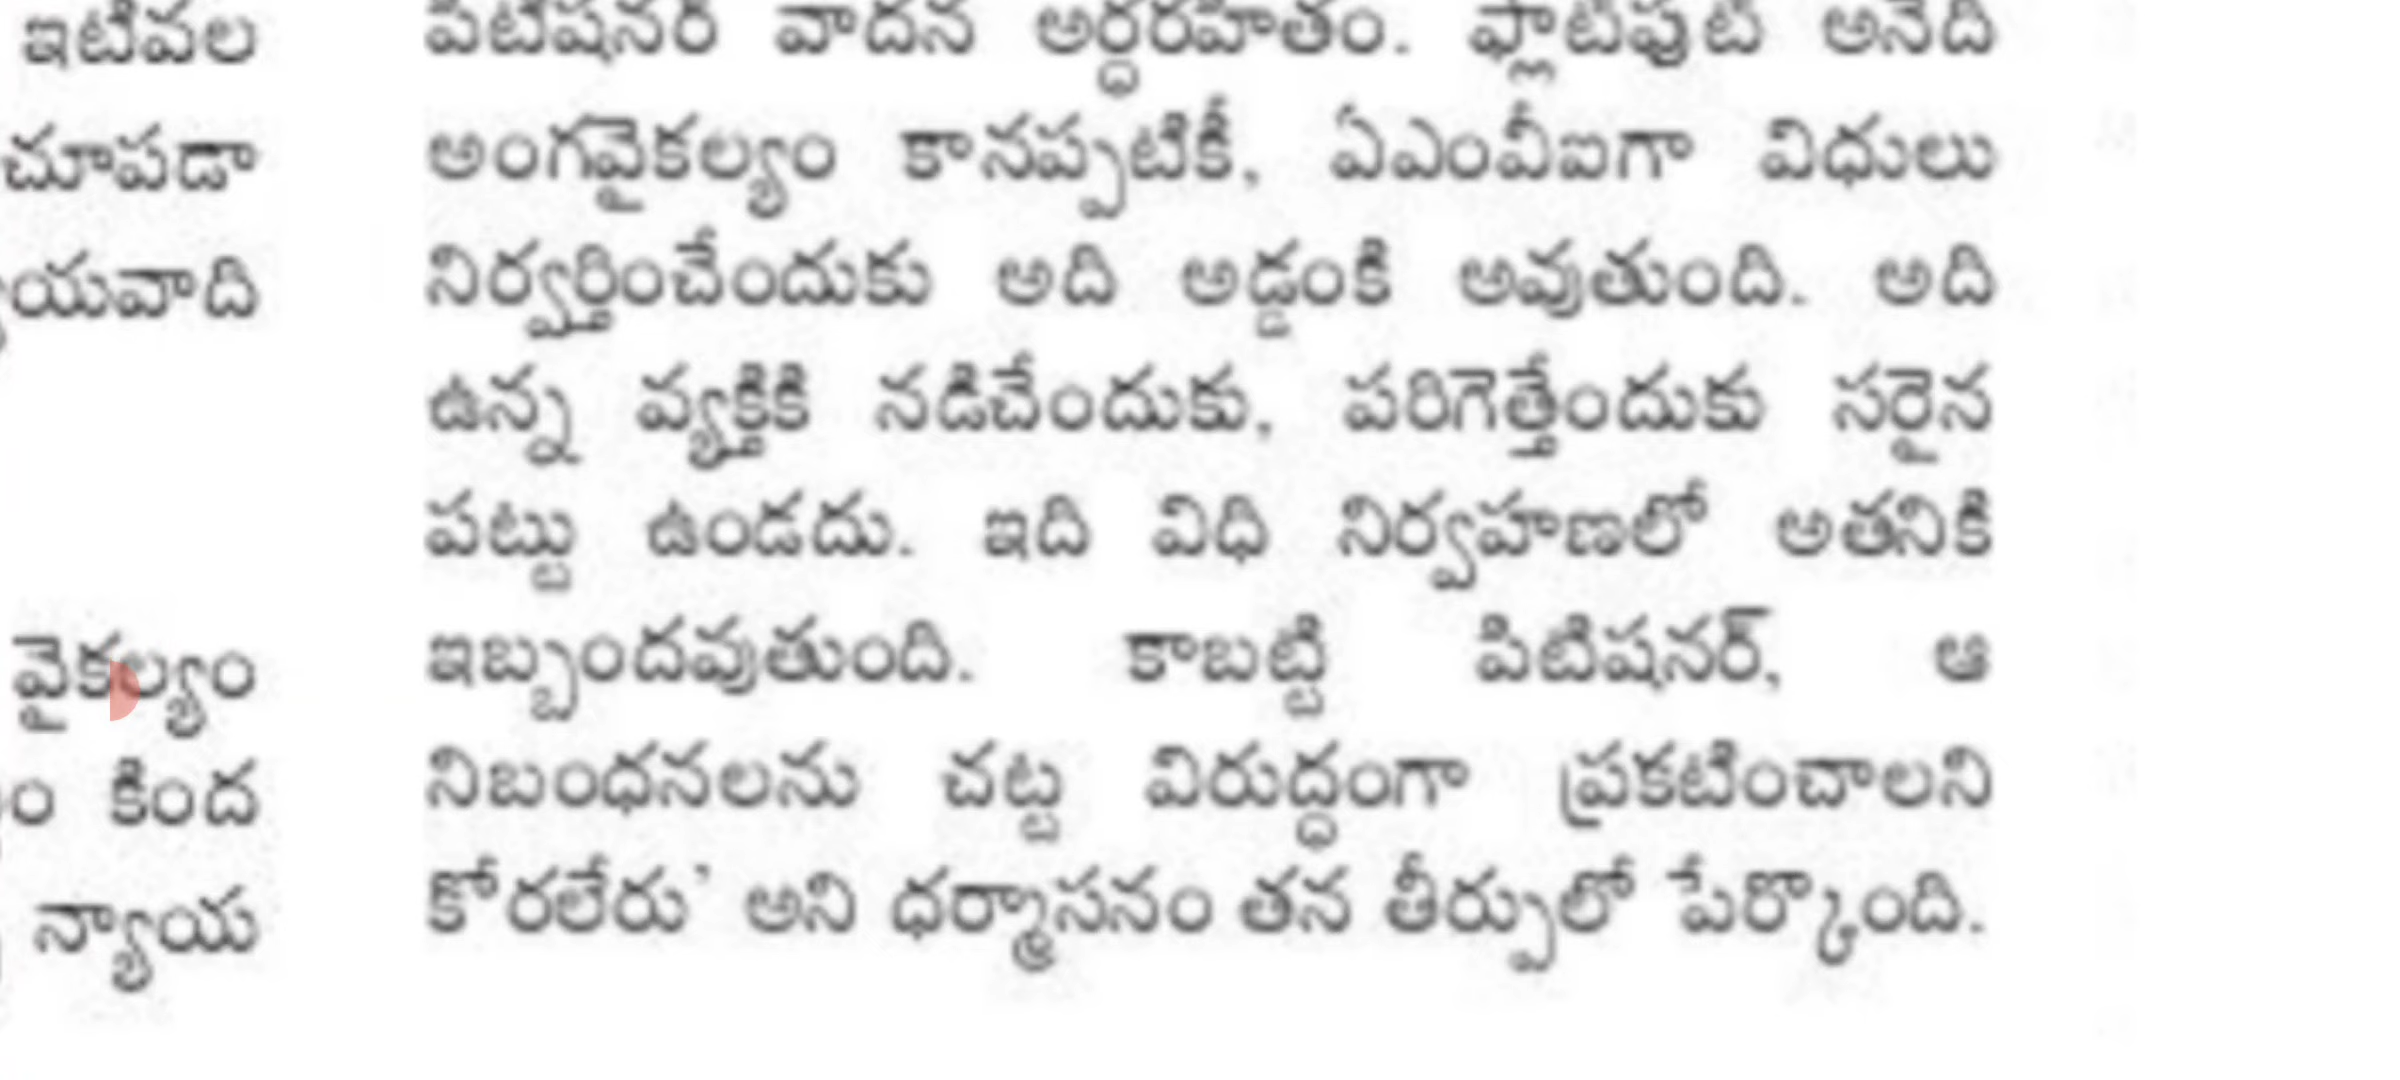 ఇటీవల
చూపడా
యవాది
వైకల్యం
కింద
న్యాయ
పిటిషనర్ వాదన అర్థరహితం. ఫ్లాట్‌ఫుట్ అనేది
అంగవైకల్యం కానప్పటికీ, ఏఎంవీఐగా విధులు
నిర్వర్తించేందుకు అది అడ్డంకి అవుతుంది. అది
ఉన్న వ్యక్తికి నడిచేందుకు, పరిగెత్తేందుకు సరైన
పట్టు ఉండదు. ఇది విధి నిర్వహణలో అతనికి
ఇబ్బందవుతుంది. కాబట్టి పిటిషనర్, ఆ
నిబంధనలను చట్ట విరుద్ధంగా ప్రకటించాలని
కోరలేరు' అని ధర్మాసనం తన తీర్పులో పేర్కొంది.